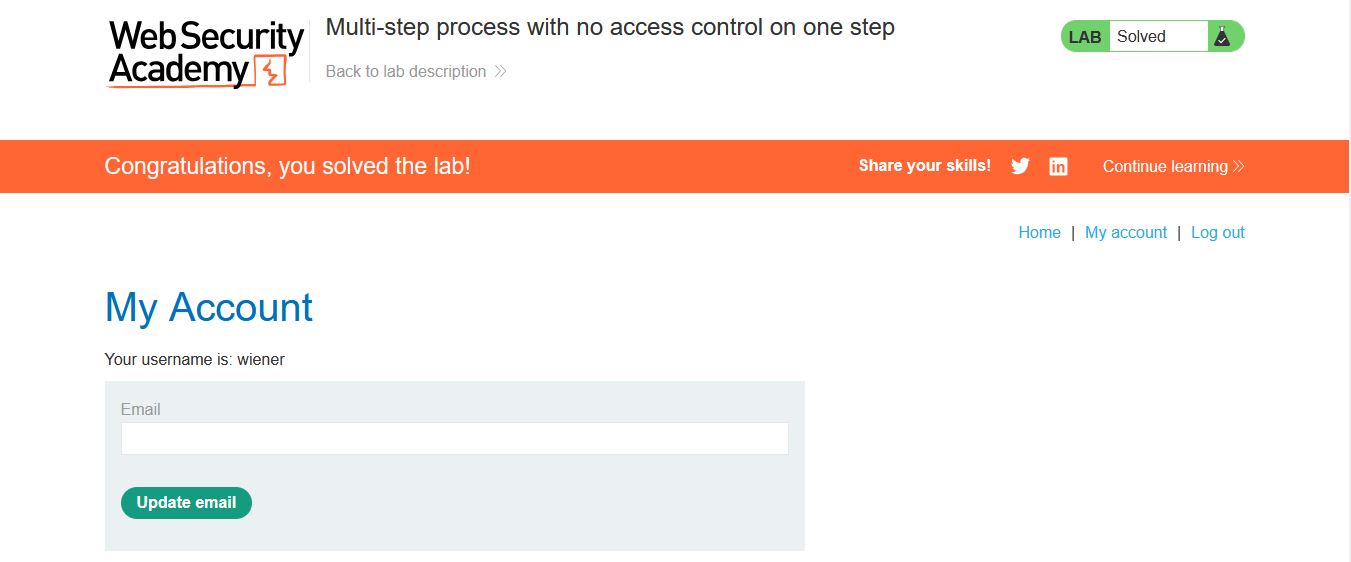 Web Security
Academy
Multi-step process with no access control on one step
Back to lab description
LAB Solved
Congratulations, you solved the lab!
Share your skills! in Continue learning
Home | My account | Log out
My Account
Your username is: wiener
Email
Update email